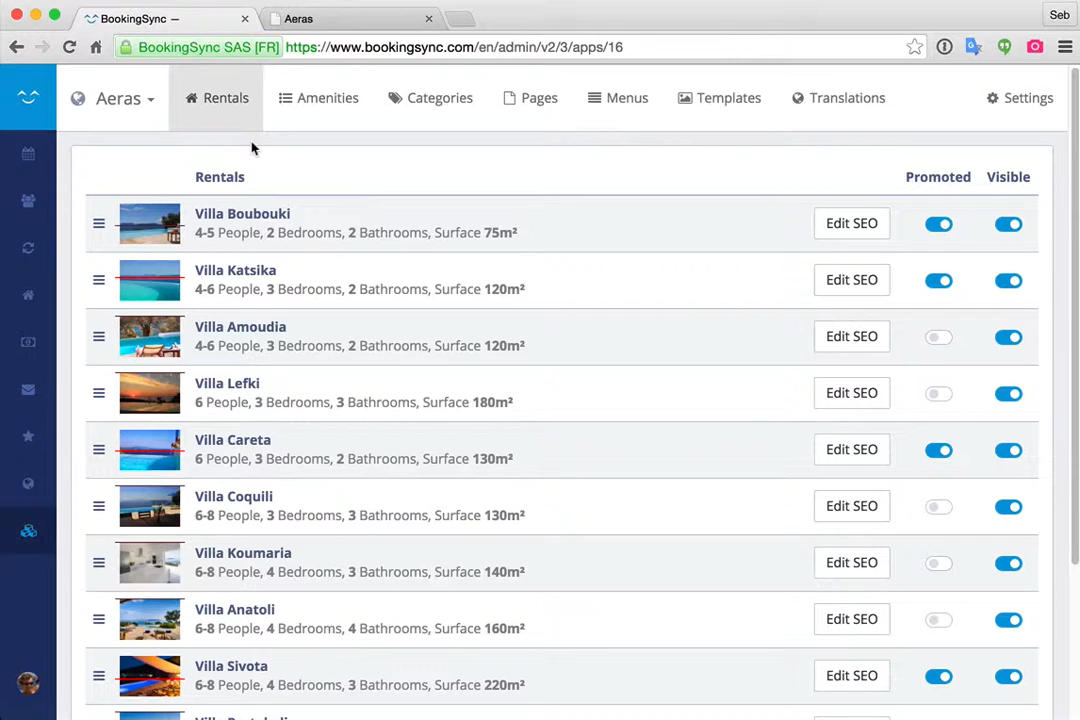 BookingSync —
Aeras
Seb
BookingSync SAS [FR] https://www.bookingsync.com/en/admin/v2/3/apps/16
Aeras
Rentals
Amenities
Categories
Pages
Menus
Templates
Translations
Settings
Rentals Promoted Visible
Villa Boubouki
4-5 People, 2 Bedrooms, 2 Bathrooms, Surface 75m²
Edit SEO
Villa Katsika
4-6 People, 3 Bedrooms, 2 Bathrooms, Surface 120m²
Edit SEO
Villa Amoudia
4-6 People, 3 Bedrooms, 2 Bathrooms, Surface 120m²
Edit SEO
Villa Lefki
6 People, 3 Bedrooms, 3 Bathrooms, Surface 180m²
Edit SEO
Villa Careta
6 People, 3 Bedrooms, 2 Bathrooms, Surface 130m²
Edit SEO
Villa Coquili
6-8 People, 3 Bedrooms, 3 Bathrooms, Surface 130m²
Edit SEO
Villa Koumaria
6-8 People, 4 Bedrooms, 3 Bathrooms, Surface 140m²
Edit SEO
Villa Anatoli
6-8 People, 4 Bedrooms, 4 Bathrooms, Surface 160m²
Edit SEO
Villa Sivota
6-8 People, 4 Bedrooms, 3 Bathrooms, Surface 220m²
Edit SEO
Villa